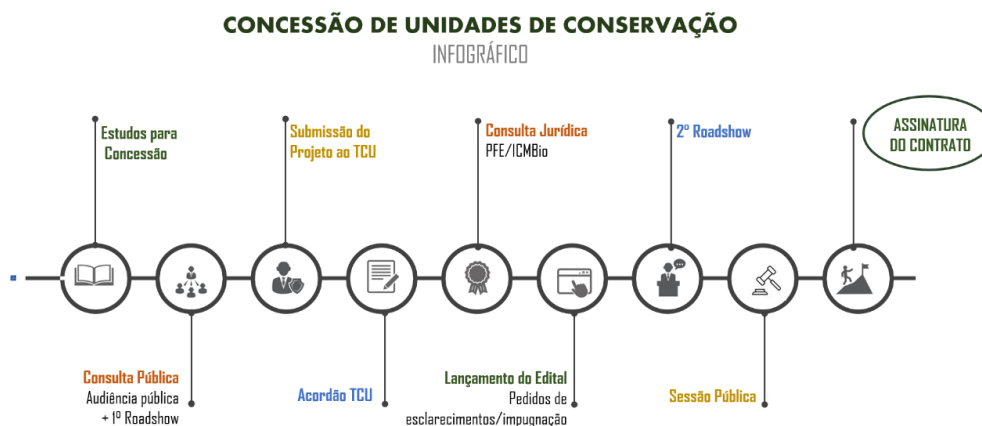 CONCESSÃO DE UNIDADES DE CONSERVAÇÃO
INFOGRÁFICO
Estudos para
Concessão
Consulta Pública
Audiência pública
+ 1º Roadshow
Submissão do
Projeto ao TCU
Acordão TCU
Consulta Jurídica
PFE/ICMBio
Lançamento do Edital
Pedidos de
esclarecimentos/impugnação
2º Roadshow
Sessão Pública
ASSINATURA
DO CONTRATO